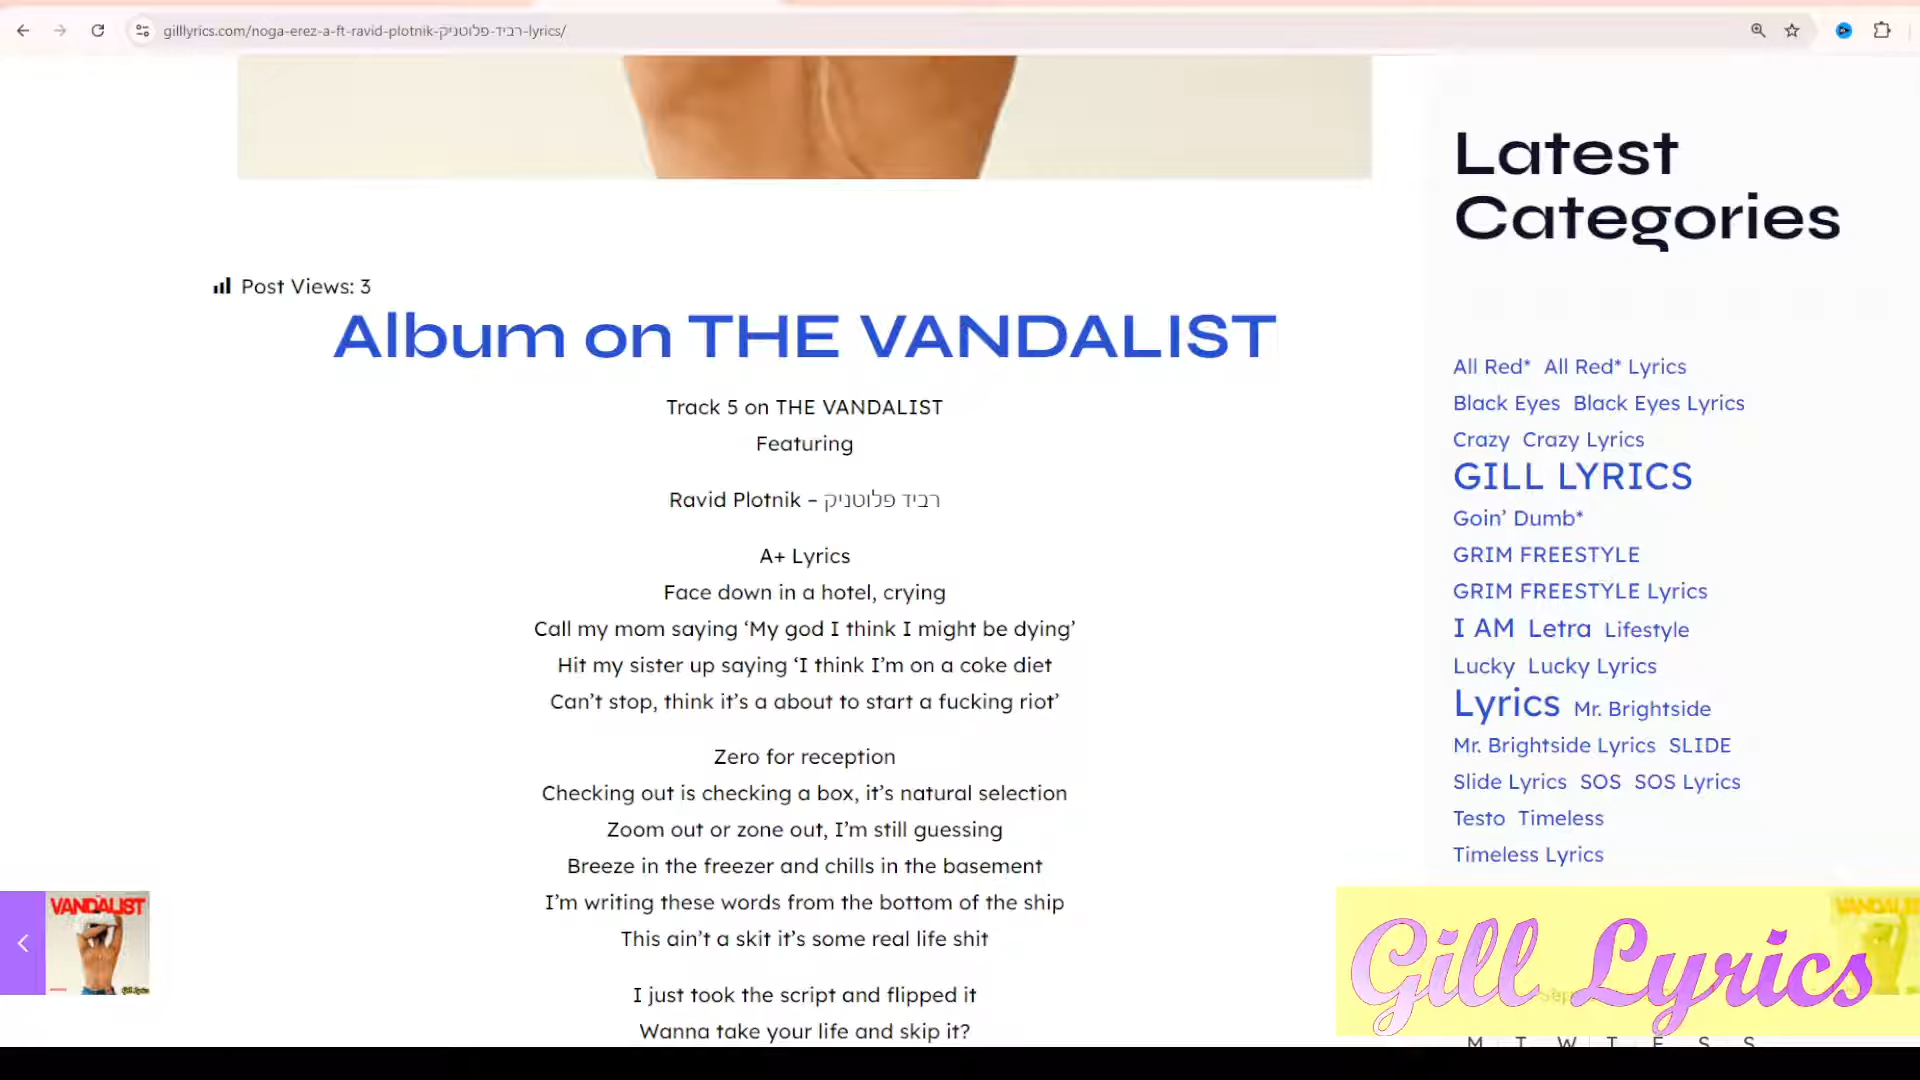 gilllyrics.com/noga-erez-a-ft-ravid-plotnik-רביד-פלוטניק-lyrics/
Post Views: 3
Album on THE VANDALIST
Track 5 on THE VANDALIST
Featuring
Ravid Plotnik – רביד פלוטניק
A+ Lyrics
Face down in a hotel, crying
Call my mom saying ‘My god I think I might be dying’
Hit my sister up saying ‘I think I’m on a coke diet
Can’t stop, think it’s a about to start a fucking riot’
Zero for reception
Checking out is checking a box, it’s natural selection
Zoom out or zone out, I’m still guessing
Breeze in the freezer and chills in the basement
I’m writing these words from the bottom of the ship
This ain’t a skit it’s some real life shit
I just took the script and flipped it
Wanna take your life and skip it?
Latest
Categories
All Red* All Red* Lyrics
Black Eyes Black Eyes Lyrics
Crazy Crazy Lyrics
GILL LYRICS
Goin’ Dumb*
GRIM FREESTYLE
GRIM FREESTYLE Lyrics
I AM Letra Lifestyle
Lucky Lucky Lyrics
Lyrics Mr. Brightside
Mr. Brightside Lyrics SLIDE
Slide Lyrics SOS SOS Lyrics
Testo Timeless
Timeless Lyrics
VANDALIST
Gill Lyrics
VANDALIST
Gill Lyrics
M T W T F S S